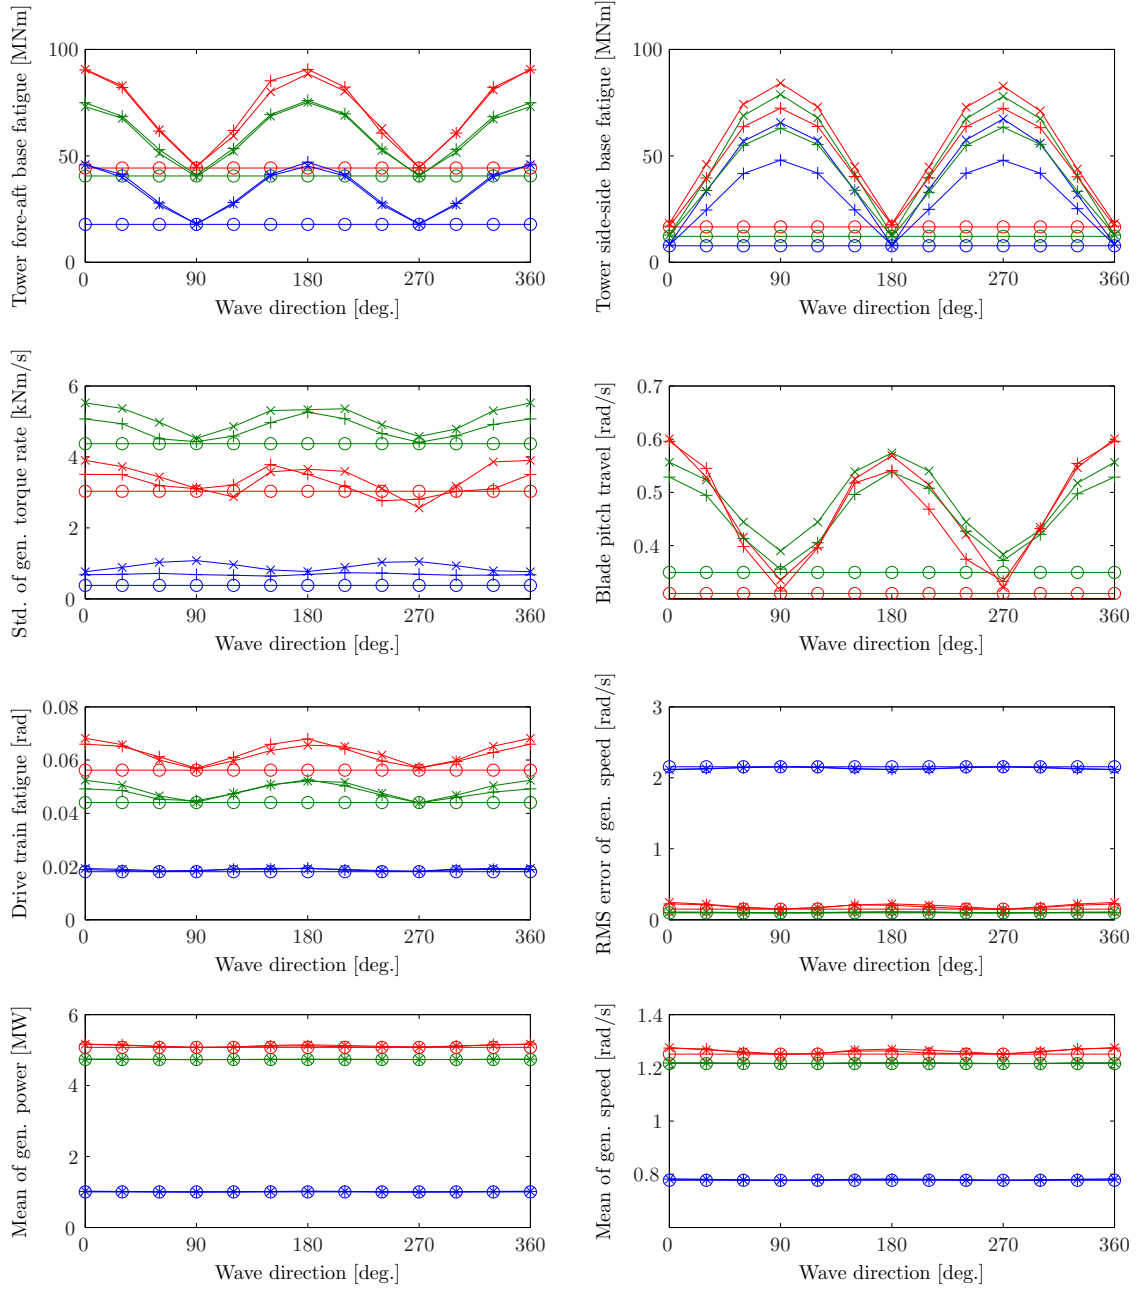 Tower fore-aft base fatigue [MNm]
100
50
0
0 90 180 270 360
Wave direction [deg.]
Tower side-side base fatigue [MNm]
100
50
0
0 90 180 270 360
Wave direction [deg.]
Std. of gen. torque rate [kNm/s]
6
4
2
0
0 90 180 270 360
Wave direction [deg.]
Blade pitch travel [rad/s]
0.7
0.6
0.5
0.4
0 90 180 270 360
Wave direction [deg.]
Drive train fatigue [rad]
0.08
0.06
0.04
0.02
0
0 90 180 270 360
Wave direction [deg.]
RMS error of gen. speed [rad/s]
3
2
1
0
0 90 180 270 360
Wave direction [deg.]
Mean of gen. power [MW]
6
4
2
0
0 90 180 270 360
Wave direction [deg.]
Mean of gen. speed [rad/s]
1.4
1.2
1
0.8
0 90 180 270 360
Wave direction [deg.]